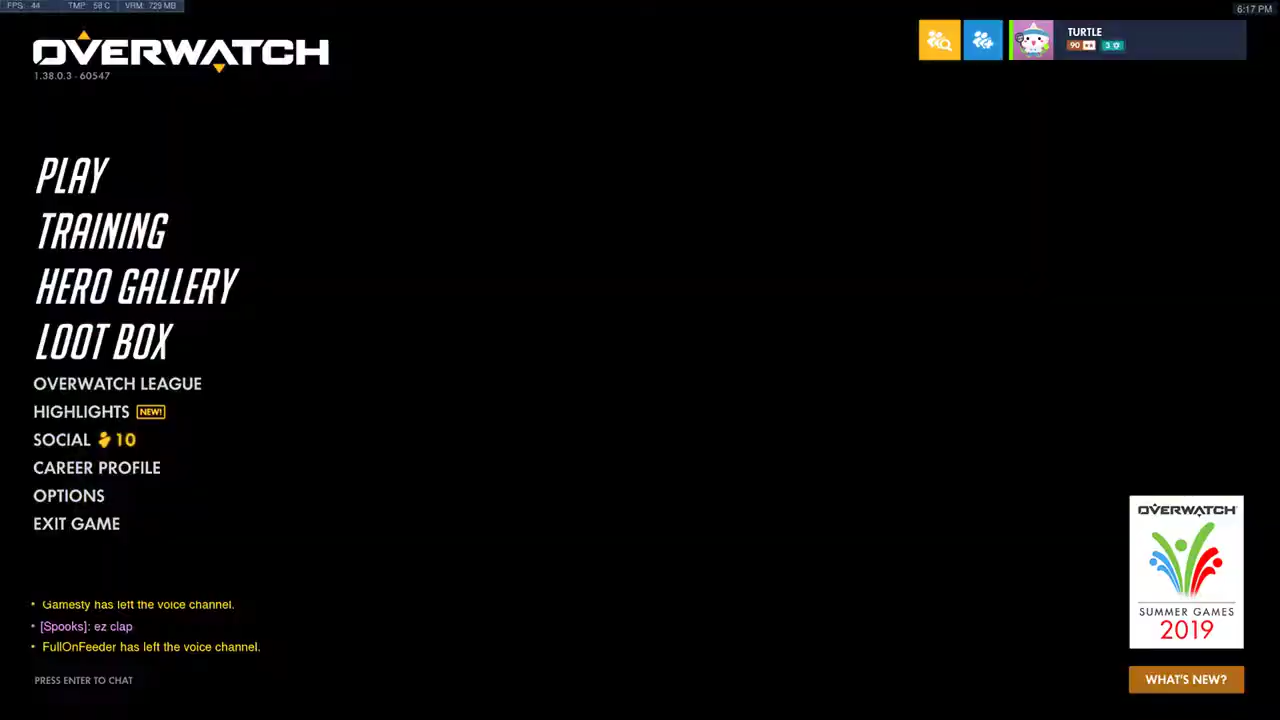 FPS: 44 TMP: 58 C VRM: 729 MB
6:17 PM
OVERWATCH
1.38.0.3 - 60547
TURTLE
90 3
PLAY
TRAINING
HERO GALLERY
LOOT BOX
OVERWATCH LEAGUE
HIGHLIGHTS NEW!
SOCIAL 10
CAREER PROFILE
OPTIONS
EXIT GAME
OVERWATCH
SUMMER GAMES
2019
• Gamesty has left the voice channel.
• [Spooks]: ez clap
• FullOnFeeder has left the voice channel.
PRESS ENTER TO CHAT
WHAT'S NEW?